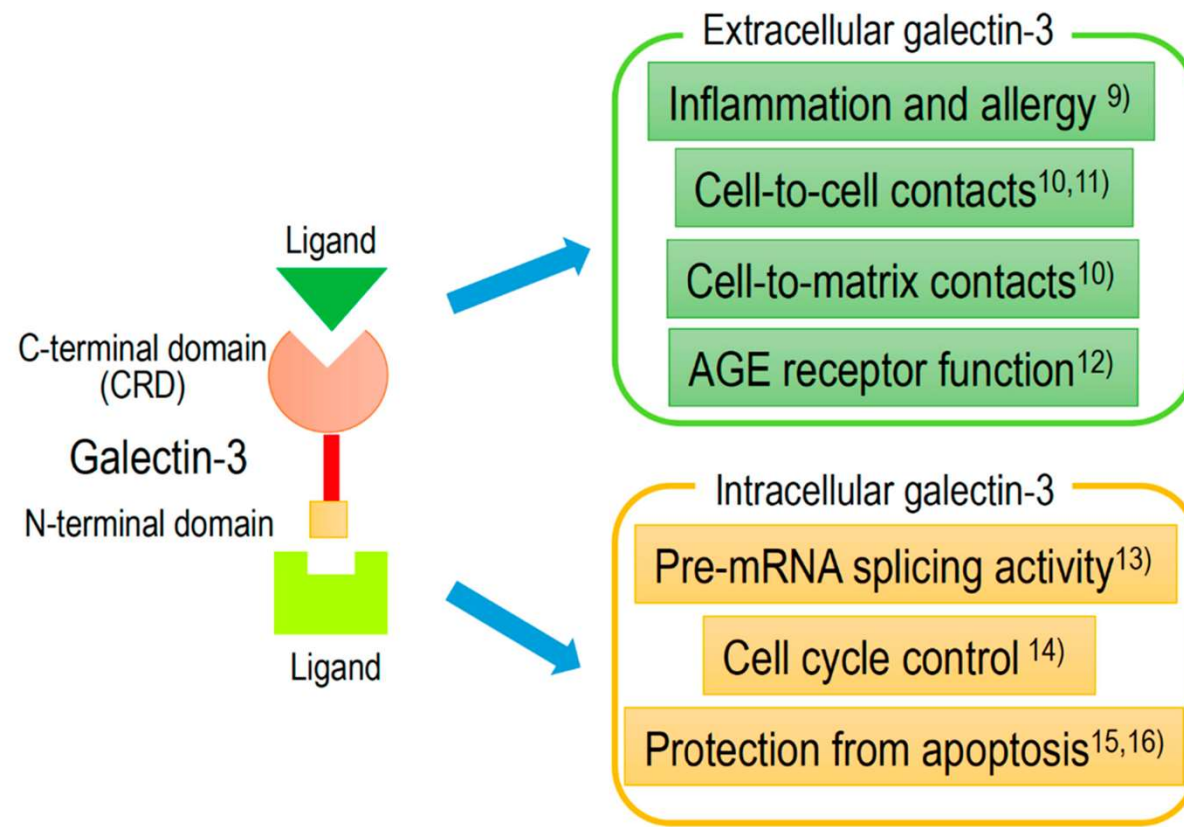 Ligand
C-terminal domain
(CRD)
Galectin-3
N-terminal domain
Ligand
Extracellular galectin-3
Inflammation and allergy 9)
Cell-to-cell contacts10,11)
Cell-to-matrix contacts10)
AGE receptor function12)
Intracellular galectin-3
Pre-mRNA splicing activity13)
Cell cycle control 14)
Protection from apoptosis15,16)